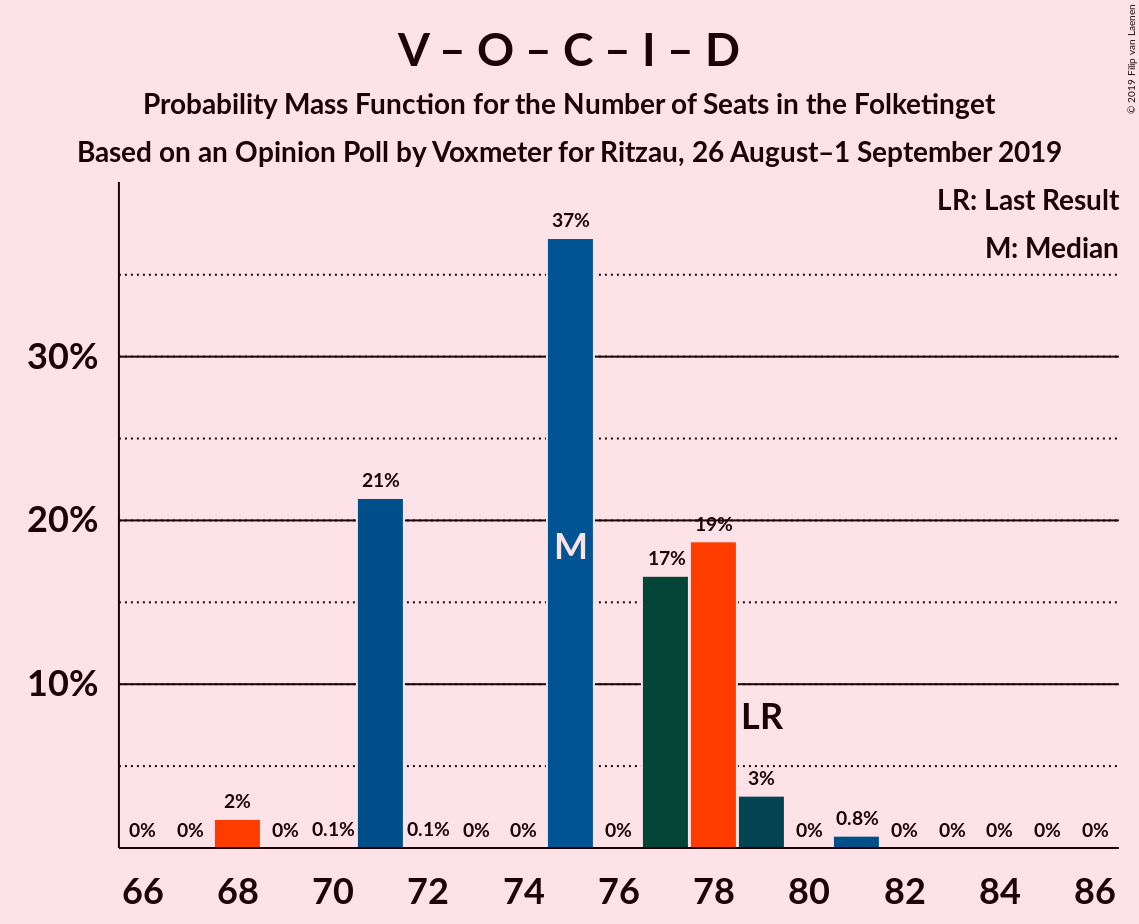 V – O – C – I – D
Probability Mass Function for the Number of Seats in the Folketinget
Based on an Opinion Poll by Voxmeter for Ritzau, 26 August–1 September 2019
© 2019 Filip van Laenen
LR: Last Result
M: Median
37%
30%
21%
20%
19%
M
17%
10%
LR
3%
2%
0.8%
0% 0% 0% 0.1% 0.1% 0% 0% 0% 0% 0% 0% 0% 0% 0%
66 68 70 72 74 76 78 80 82 84 86